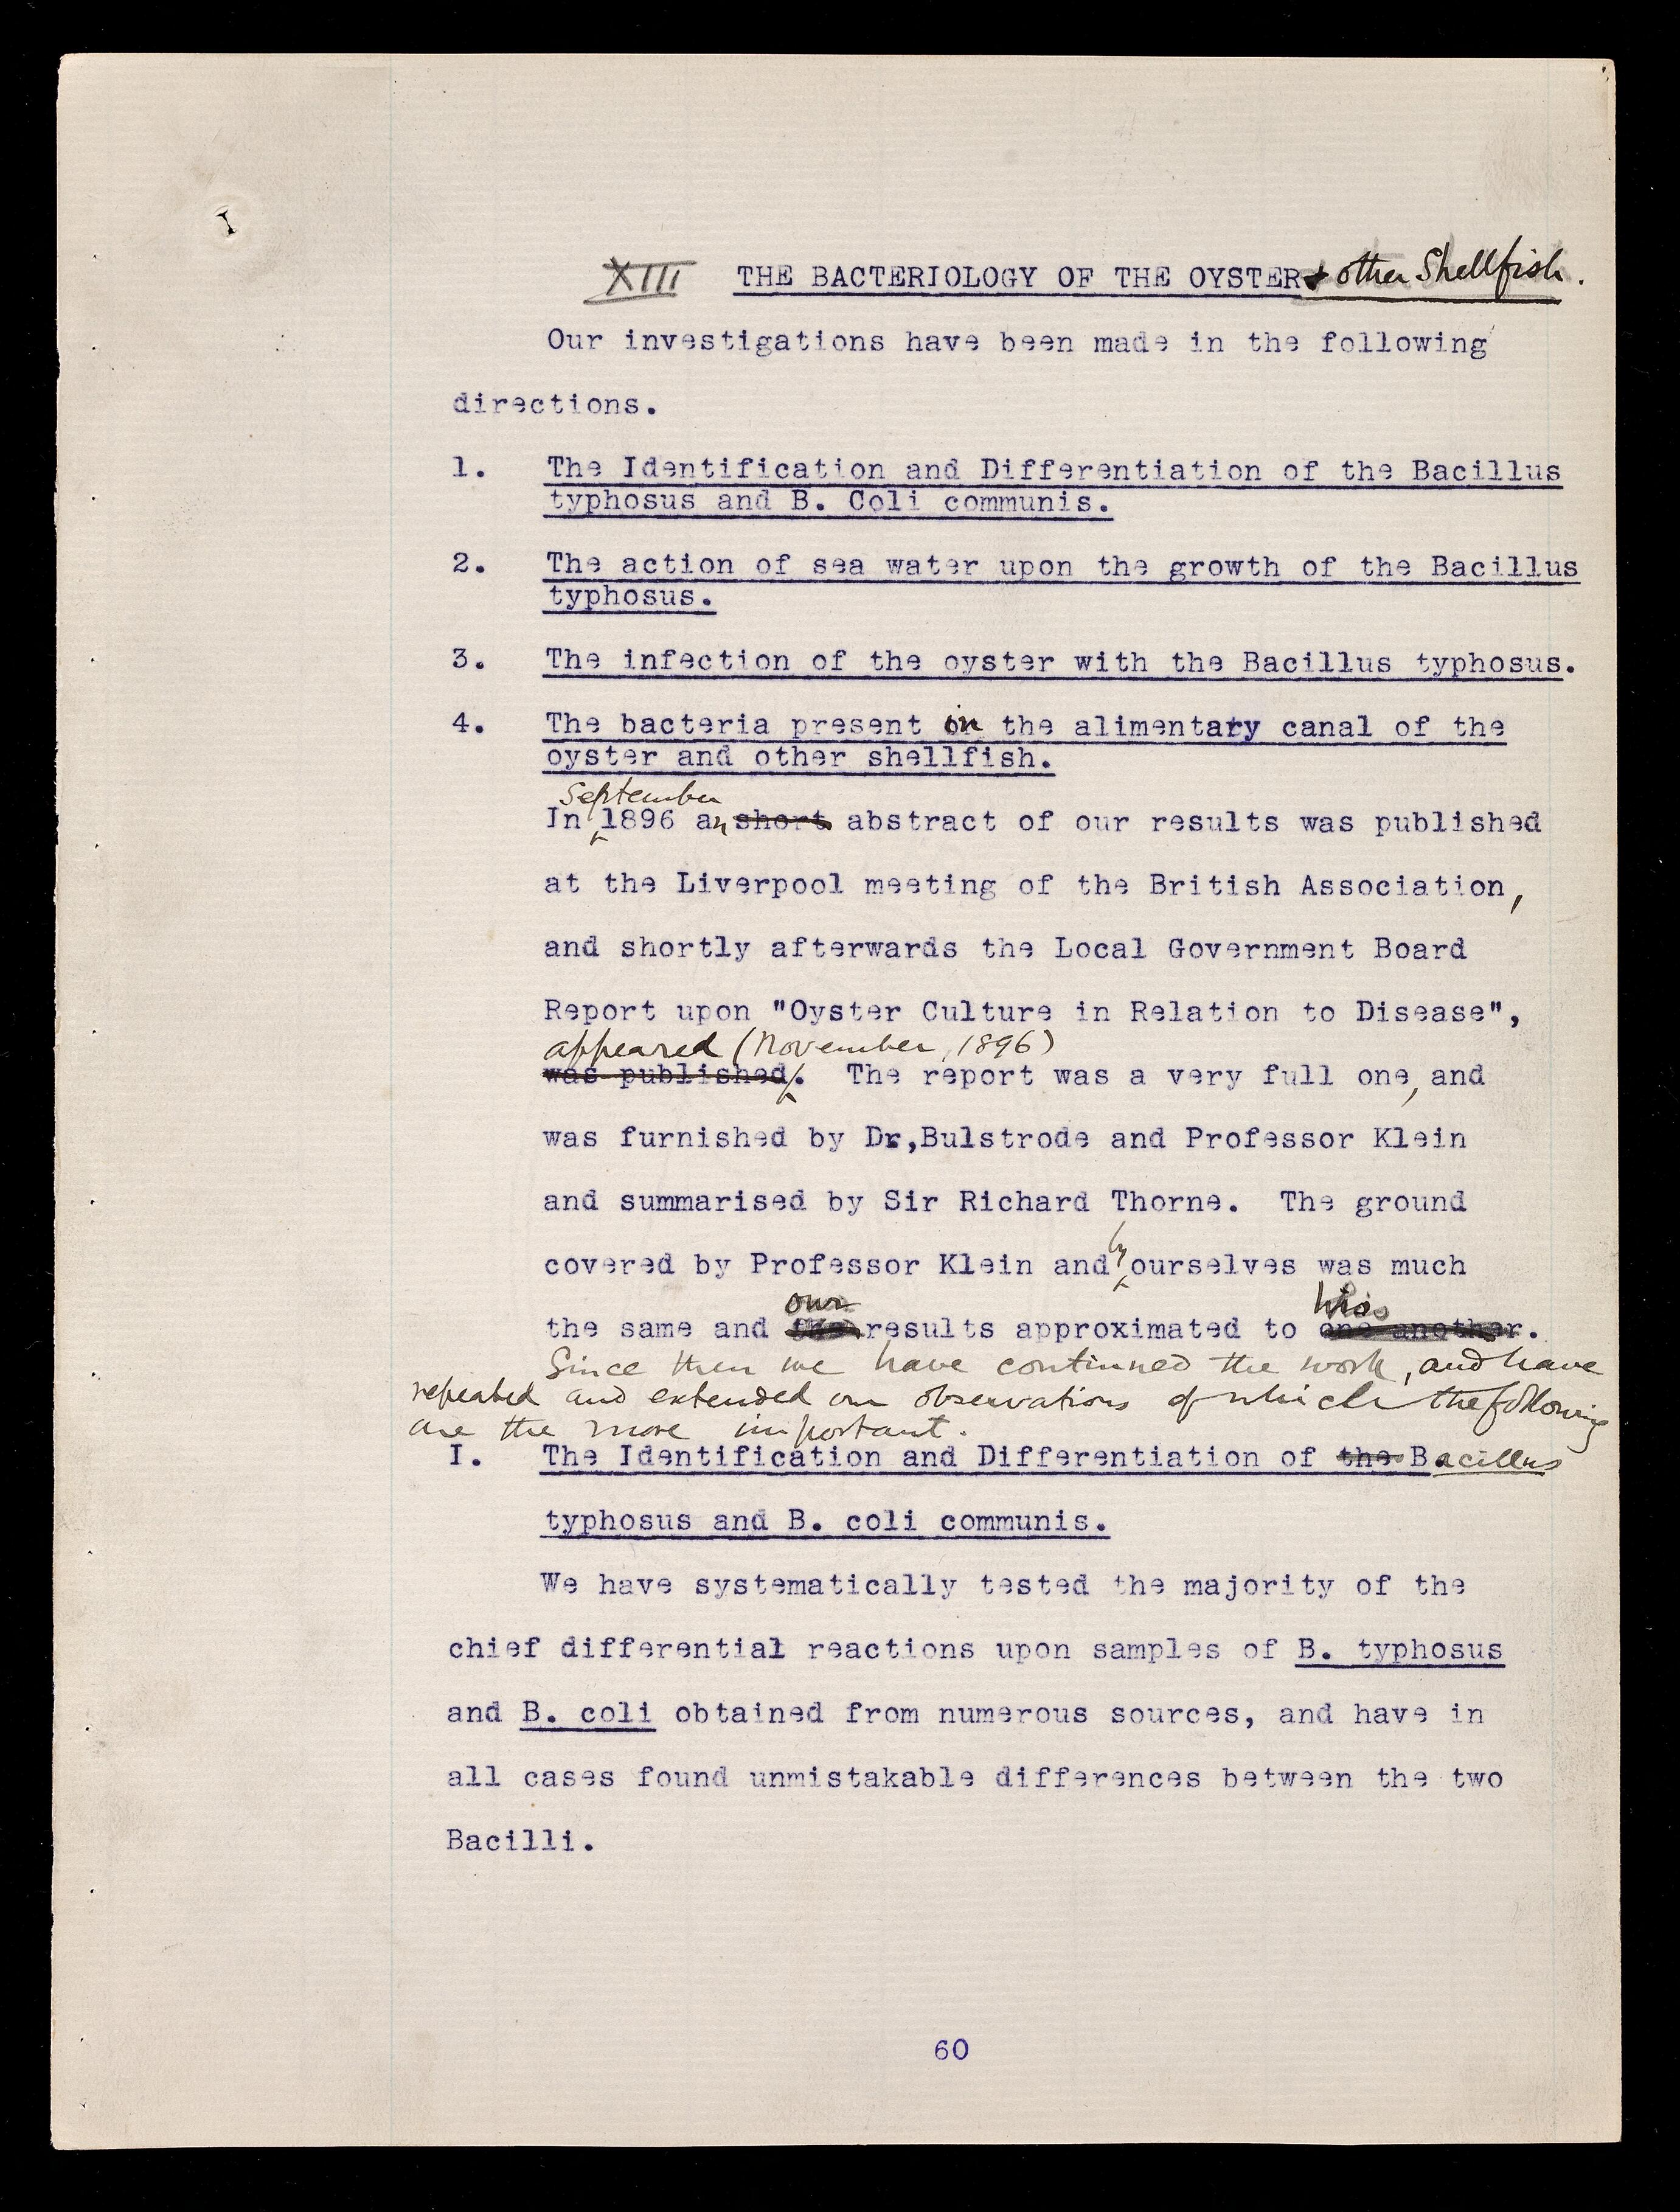 XIII THE BACTERIOLOGY OF THE OYSTER & other Shellfish.
Our investigations have been made in the following
directions.
1. The Identification and Differentiation of the Bacillus
typhosus and B. Coli communis.
2. The action of sea water upon the growth of the Bacillus
typhosus.
3. The infection of the oyster with the Bacillus typhosus.
4. The bacteria present in the alimentary canal of the
oyster and other shellfish.
September
In 1896 an short abstract of our results was published
at the Liverpool meeting of the British Association,
and shortly afterwards the Local Government Board
Report upon "Oyster Culture in Relation to Disease",
appeared (November, 1896)
was published. The report was a very full one, and
was furnished by Dr,Bulstrode and Professor Klein
and summarised by Sir Richard Thorne. The ground
by
covered by Professor Klein and ourselves was much
our his
the same and results approximated to one another.
Since then we have continued the work, and have
repeated and extended our observations of which the following
are the more important.
I. The Identification and Differentiation of the Bacillus
typhosus and B. coli communis.
We have systematically tested the majority of the
chief differential reactions upon samples of B. typhosus
and B. coli obtained from numerous sources, and have in
all cases found unmistakable differences between the two
Bacilli.
60